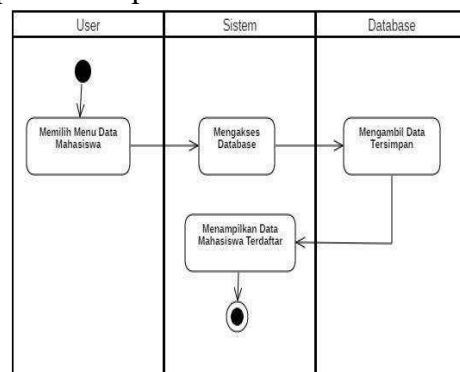 User
Sistem
Database
Memilih Menu Data
Mahasiswa
Mengakses
Database
Mengambil Data
Tersimpan
Menampilkan Data
Mahasiswa Terdaftar